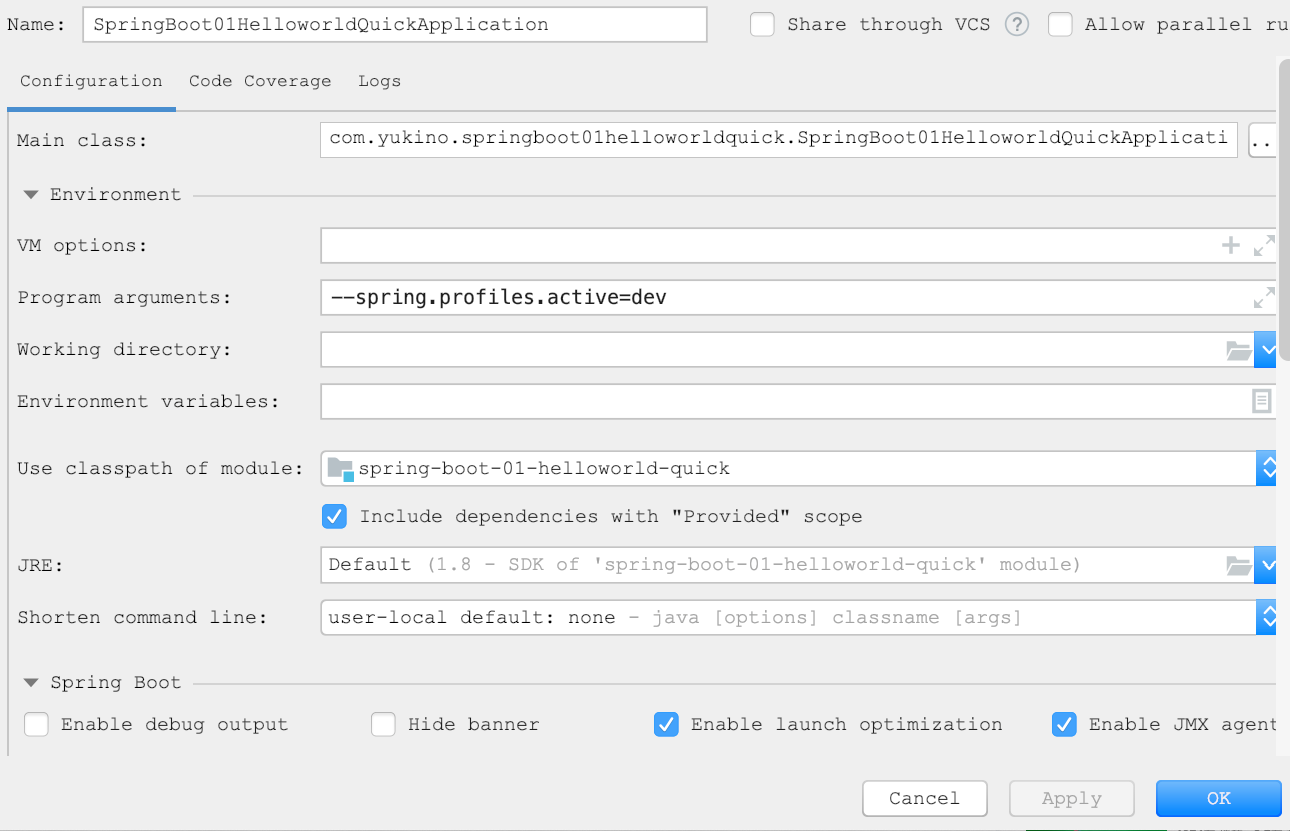 Name: SpringBoot01HelloworldQuickApplication Share through VCS ? Allow parallel ru
Configuration Code Coverage Logs
Main class: com.yukino.springboot01helloworldquick.SpringBoot01HelloworldQuickApplicati ..
Environment
VM options:
Program arguments: --spring.profiles.active=dev
Working directory:
Environment variables:
Use classpath of module: spring-boot-01-helloworld-quick
Include dependencies with "Provided" scope
JRE: Default (1.8 - SDK of 'spring-boot-01-helloworld-quick' module)
Shorten command line: user-local default: none - java [options] classname [args]
Spring Boot
Enable debug output Hide banner Enable launch optimization Enable JMX agent
Cancel Apply OK